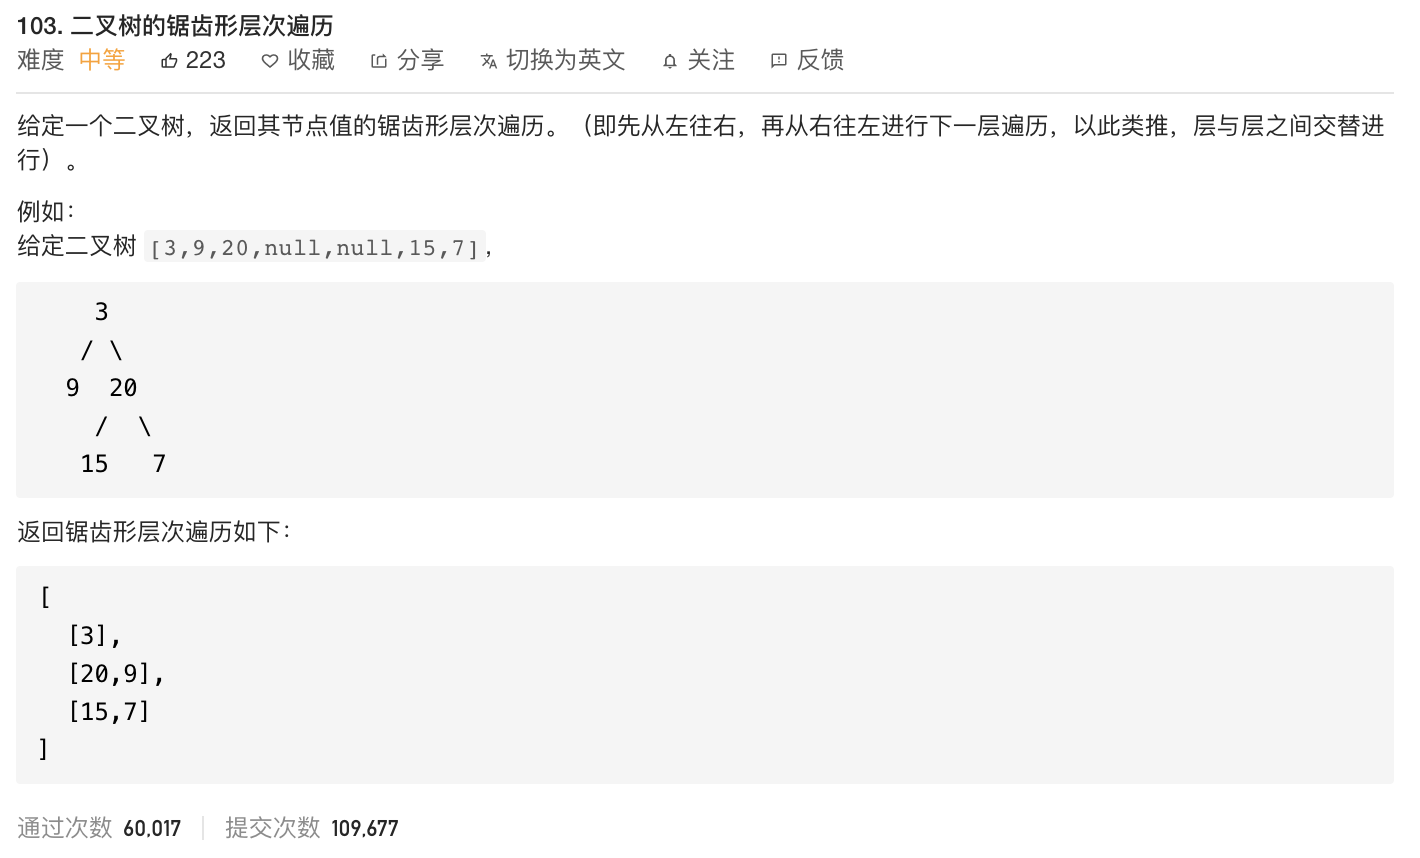 103. 二叉树的锯齿形层次遍历
难度 中等 223 收藏 分享 切换为英文 关注 反馈
给定一个二叉树，返回其节点值的锯齿形层次遍历。（即先从左往右，再从右往左进行下一层遍历，以此类推，层与层之间交替进
行）。
例如：
给定二叉树 [3,9,20,null,null,15,7],
3
/ \
9 20
/ \
15 7
返回锯齿形层次遍历如下：
[
[3],
[20,9],
[15,7]
]
通过次数 60,017 提交次数 109,677